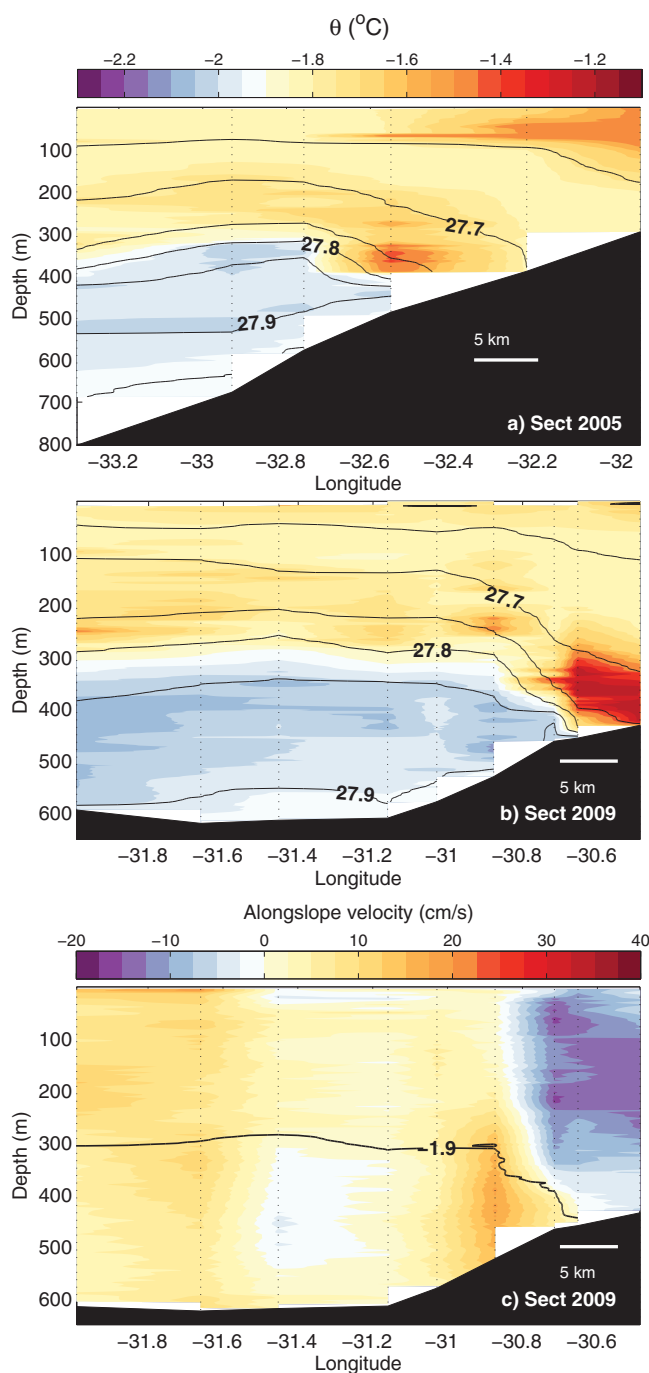 θ (°C)
−2.2 −2 −1.8 −1.6 −1.4 −1.2
100
200
300
400
500
600
700
800
Depth (m)
27.7
27.8
27.9
5 km
a) Sect 2005
−33.2 −33 −32.8 −32.6 −32.4 −32.2 −32
Longitude
100
200
300
400
500
600
Depth (m)
27.7
27.8
27.9
5 km
b) Sect 2009
−31.8 −31.6 −31.4 −31.2 −31 −30.8 −30.6
Longitude
Alongslope velocity (cm/s)
−20 −10 0 10 20 30 40
100
200
300
400
500
600
Depth (m)
−1.9
5 km
c) Sect 2009
−31.8 −31.6 −31.4 −31.2 −31 −30.8 −30.6
Longitude